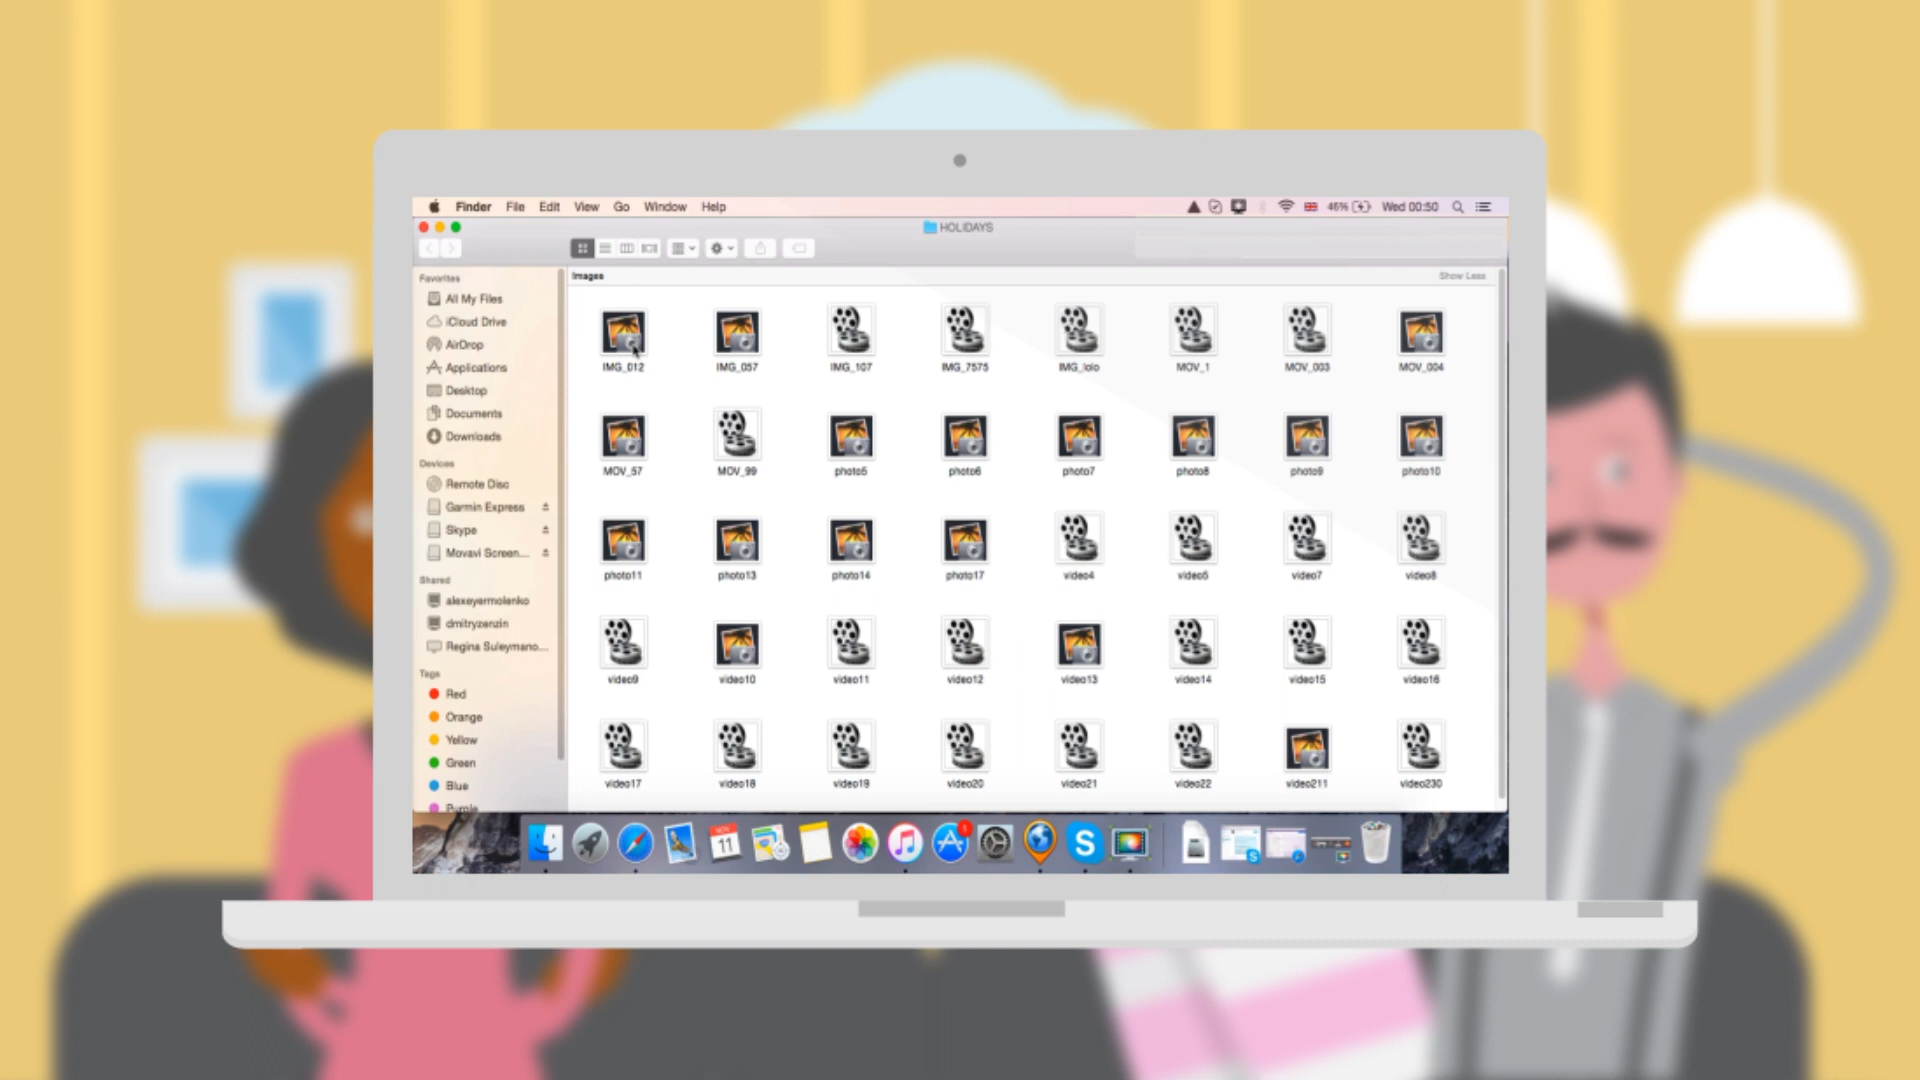 Finder File Edit View Go Window Help 46% Wed 00:50
HOLIDAYS
Favorites
All My Files
iCloud Drive
AirDrop
Applications
Desktop
Documents
Downloads
Devices
Remote Disc
Garmin Express
Skype
Movavi Screen...
Shared
alexeyermolenko
dmitryzenzin
Regina Suleymano...
Tags
Red
Orange
Yellow
Green
Blue
Purple
Images Show Less
IMG_012 IMG_057 IMG_107 IMG_7575 IMG_lolo MOV_1 MOV_003 MOV_004
MOV_57 MOV_99 photo5 photo6 photo7 photo8 photo9 photo10
photo11 photo13 photo14 photo17 video4 video5 video7 video8
video9 video10 video11 video12 video13 video14 video15 video16
video17 video18 video19 video20 video21 video22 video211 video230
NOV
11
1
S